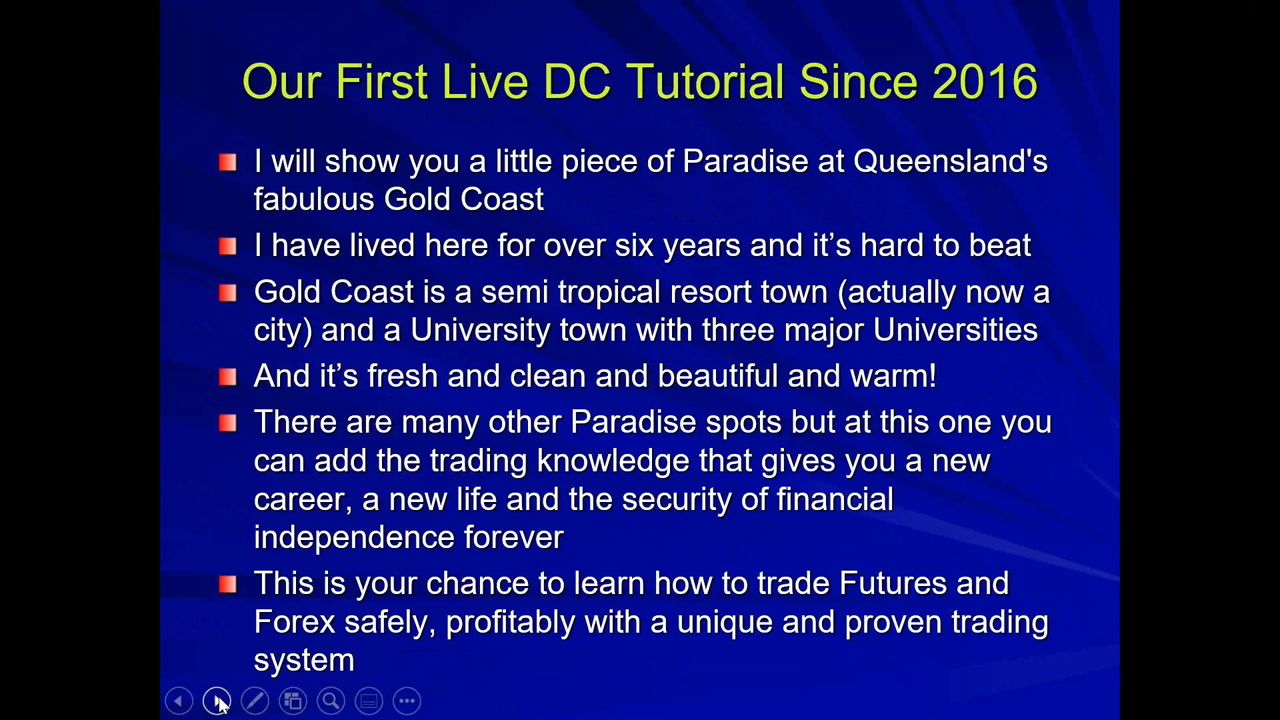 Our First Live DC Tutorial Since 2016
I will show you a little piece of Paradise at Queensland's
fabulous Gold Coast
I have lived here for over six years and it’s hard to beat
Gold Coast is a semi tropical resort town (actually now a
city) and a University town with three major Universities
And it’s fresh and clean and beautiful and warm!
There are many other Paradise spots but at this one you
can add the trading knowledge that gives you a new
career, a new life and the security of financial
independence forever
This is your chance to learn how to trade Futures and
Forex safely, profitably with a unique and proven trading
system